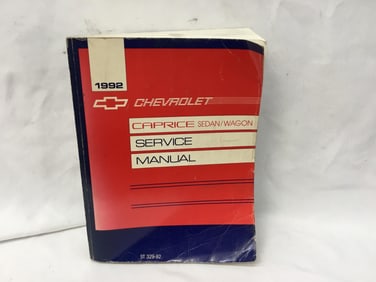 1992
CHEVROLET
CAPRICE SEDAN/WAGON
SERVICE
MANUAL
ST 329-92